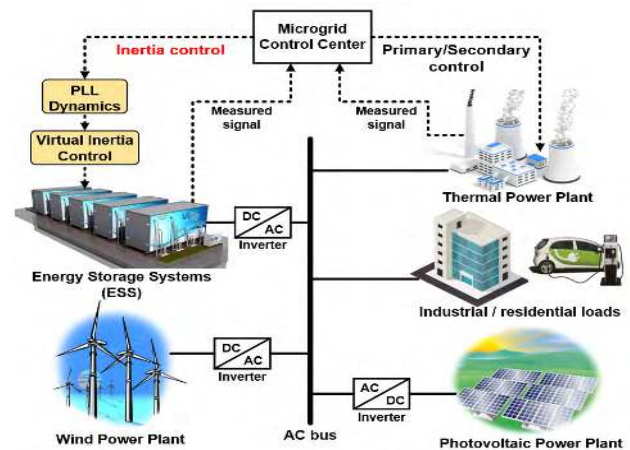 Microgrid
Control Center
Inertia control
Primary/Secondary
control
PLL
Dynamics
Virtual Inertia
Control
Measured
signal
Measured
signal
Thermal Power Plant
DC
AC
Inverter
Energy Storage Systems
(ESS)
Industrial / residential loads
DC
AC
Inverter
Wind Power Plant
AC
DC
Inverter
AC bus
Photovoltaic Power Plant